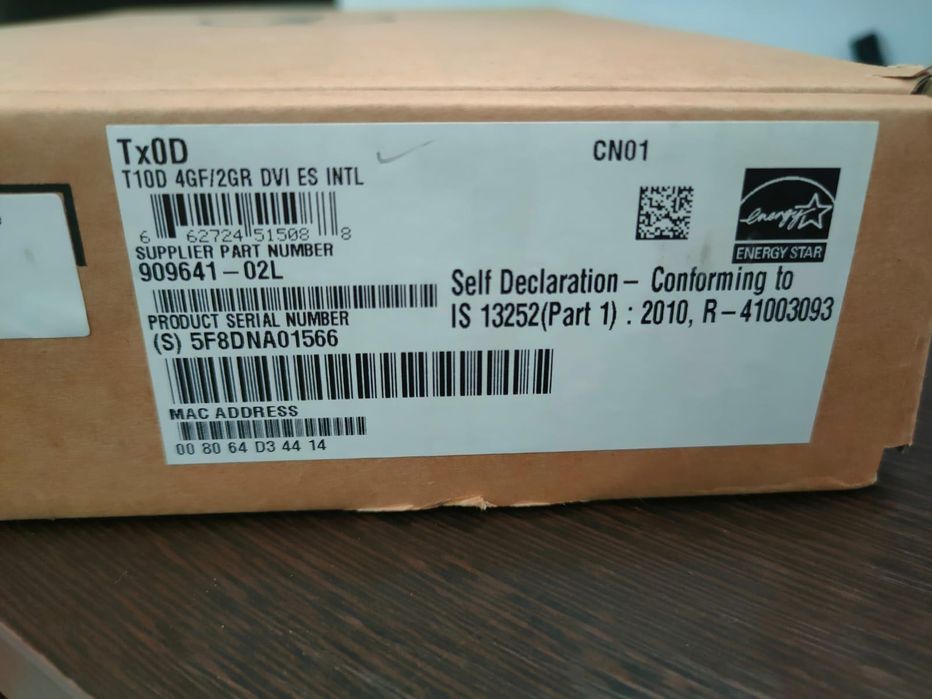 Tx0D
T10D 4GF/2GR DVI ES INTL
6 62724 51508 8
SUPPLIER PART NUMBER
909641-02L
PRODUCT SERIAL NUMBER
(S) 5F8DNA01566
MAC ADDRESS
00 80 64 D3 44 14
CN01
energy
ENERGY STAR
Self Declaration - Conforming to
IS 13252(Part 1) : 2010, R-41003093